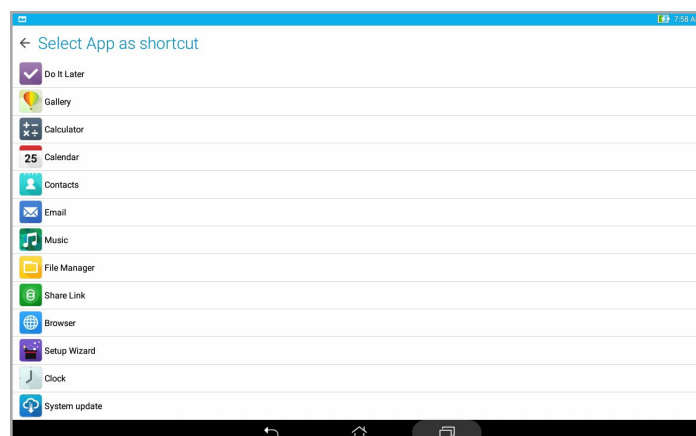 7:58 A
Select App as shortcut
Do It Later
Gallery
Calculator
25 Calendar
Contacts
Email
Music
File Manager
Share Link
Browser
Setup Wizard
Clock
System update